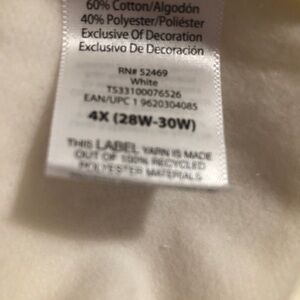 60% Cotton/Algodón
40% Polyester/Poliéster
Exclusive Of Decoration
Exclusivo De Decoración
RN# 52469
White
TS33100076526
EAN/UPC 1 9620304085
4X (28W-30W)
THIS LABEL YARN IS MADE
OUT OF 100% RECYCLED
POLYESTER MATERIALS